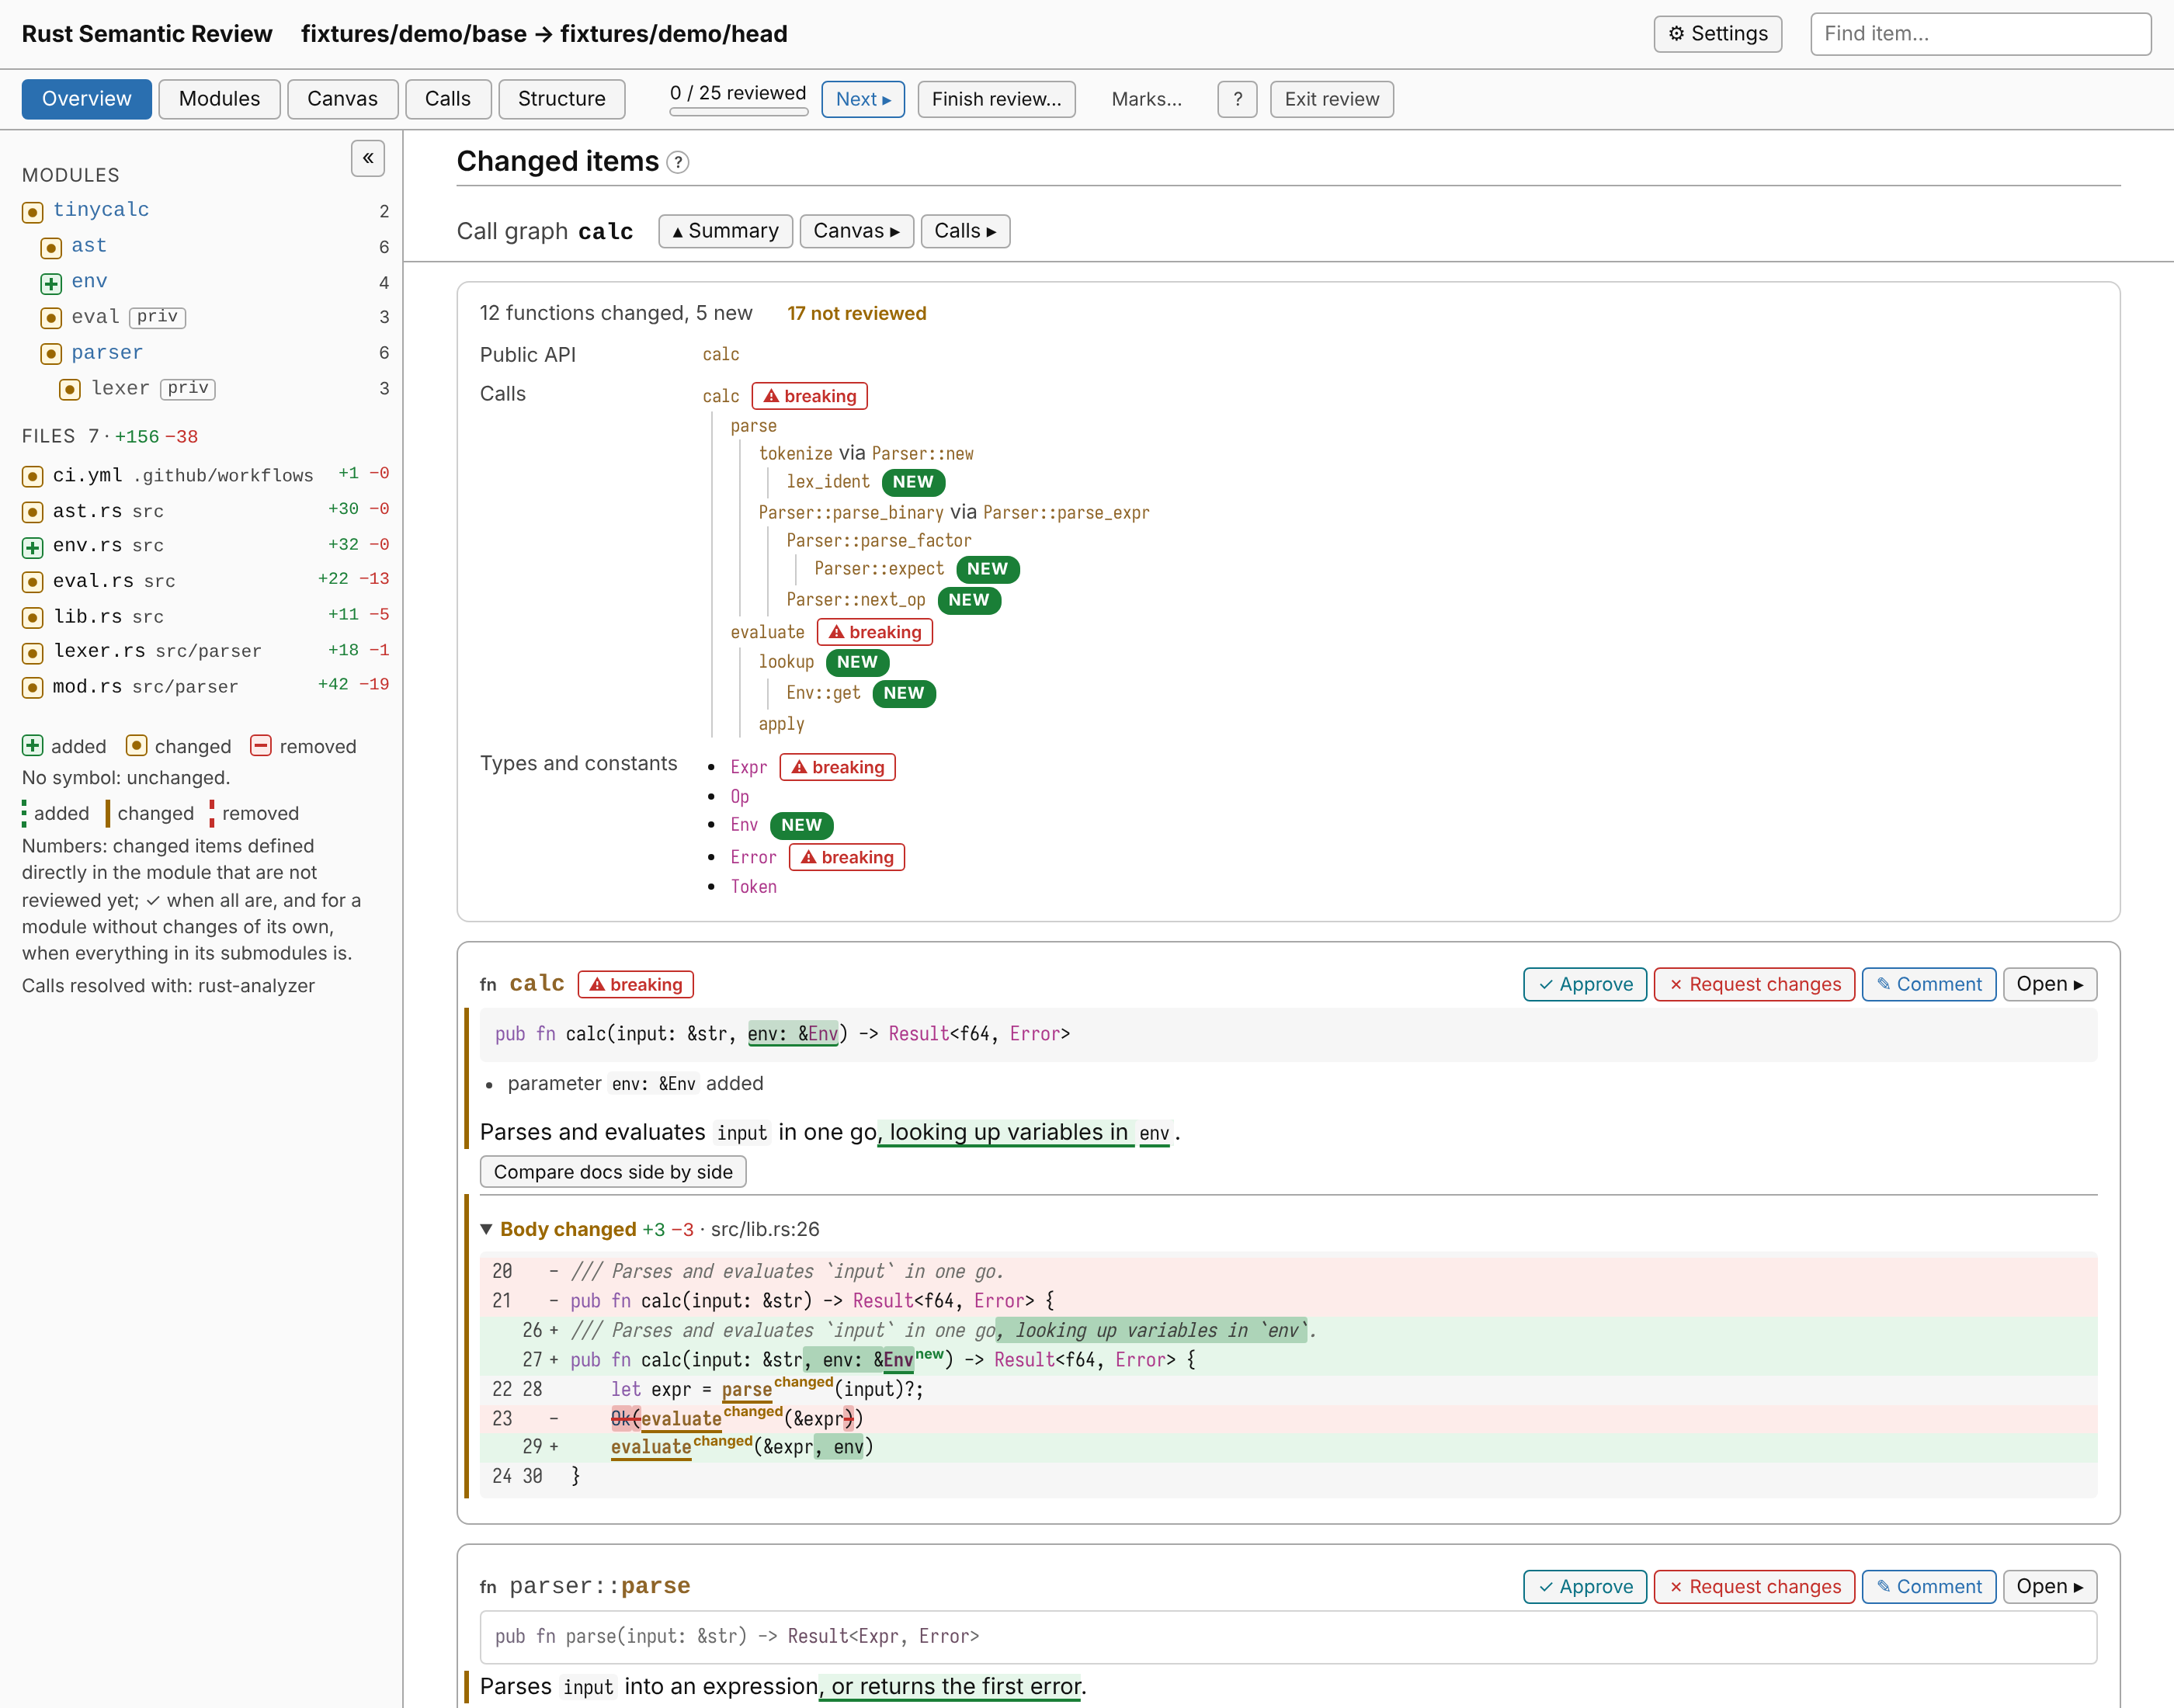 Rust Semantic Review fixtures/demo/base → fixtures/demo/head ⚙ Settings Find item...
Overview Modules Canvas Calls Structure 0 / 25 reviewed Next ▸ Finish review... Marks... ? Exit review
«
MODULES
tinycalc 2
ast 6
env 4
eval priv 3
parser 6
lexer priv 3
FILES 7 · +156 −38
ci.yml .github/workflows +1 −0
ast.rs src +30 −0
env.rs src +32 −0
eval.rs src +22 −13
lib.rs src +11 −5
lexer.rs src/parser +18 −1
mod.rs src/parser +42 −19
added changed removed
No symbol: unchanged.
added changed removed
Numbers: changed items defined
directly in the module that are not
reviewed yet; ✓ when all are, and for a
module without changes of its own,
when everything in its submodules is.
Calls resolved with: rust-analyzer
Changed items ?
Call graph calc ▴ Summary Canvas ▸ Calls ▸
12 functions changed, 5 new 17 not reviewed
Public API calc
Calls calc ⚠ breaking
parse
tokenize via Parser::new
lex_ident NEW
Parser::parse_binary via Parser::parse_expr
Parser::parse_factor
Parser::expect NEW
Parser::next_op NEW
evaluate ⚠ breaking
lookup NEW
Env::get NEW
apply
Types and constants • Expr ⚠ breaking
• Op
• Env NEW
• Error ⚠ breaking
• Token
fn calc ⚠ breaking ✓ Approve × Request changes ✎ Comment Open ▸
pub fn calc(input: &str, env: &Env) -> Result<f64, Error>
• parameter env: &Env added
Parses and evaluates input in one go, looking up variables in env.
Compare docs side by side
▼ Body changed +3 −3 · src/lib.rs:26
20 − /// Parses and evaluates `input` in one go.
21 − pub fn calc(input: &str) -> Result<f64, Error> {
26 + /// Parses and evaluates `input` in one go, looking up variables in `env`.
27 + pub fn calc(input: &str, env: &Env new) -> Result<f64, Error> {
22 28 let expr = parse changed(input)?;
23 − Ok(evaluate changed(&expr))
29 + evaluate changed(&expr, env)
24 30 }
fn parser::parse ✓ Approve × Request changes ✎ Comment Open ▸
pub fn parse(input: &str) -> Result<Expr, Error>
Parses input into an expression, or returns the first error.